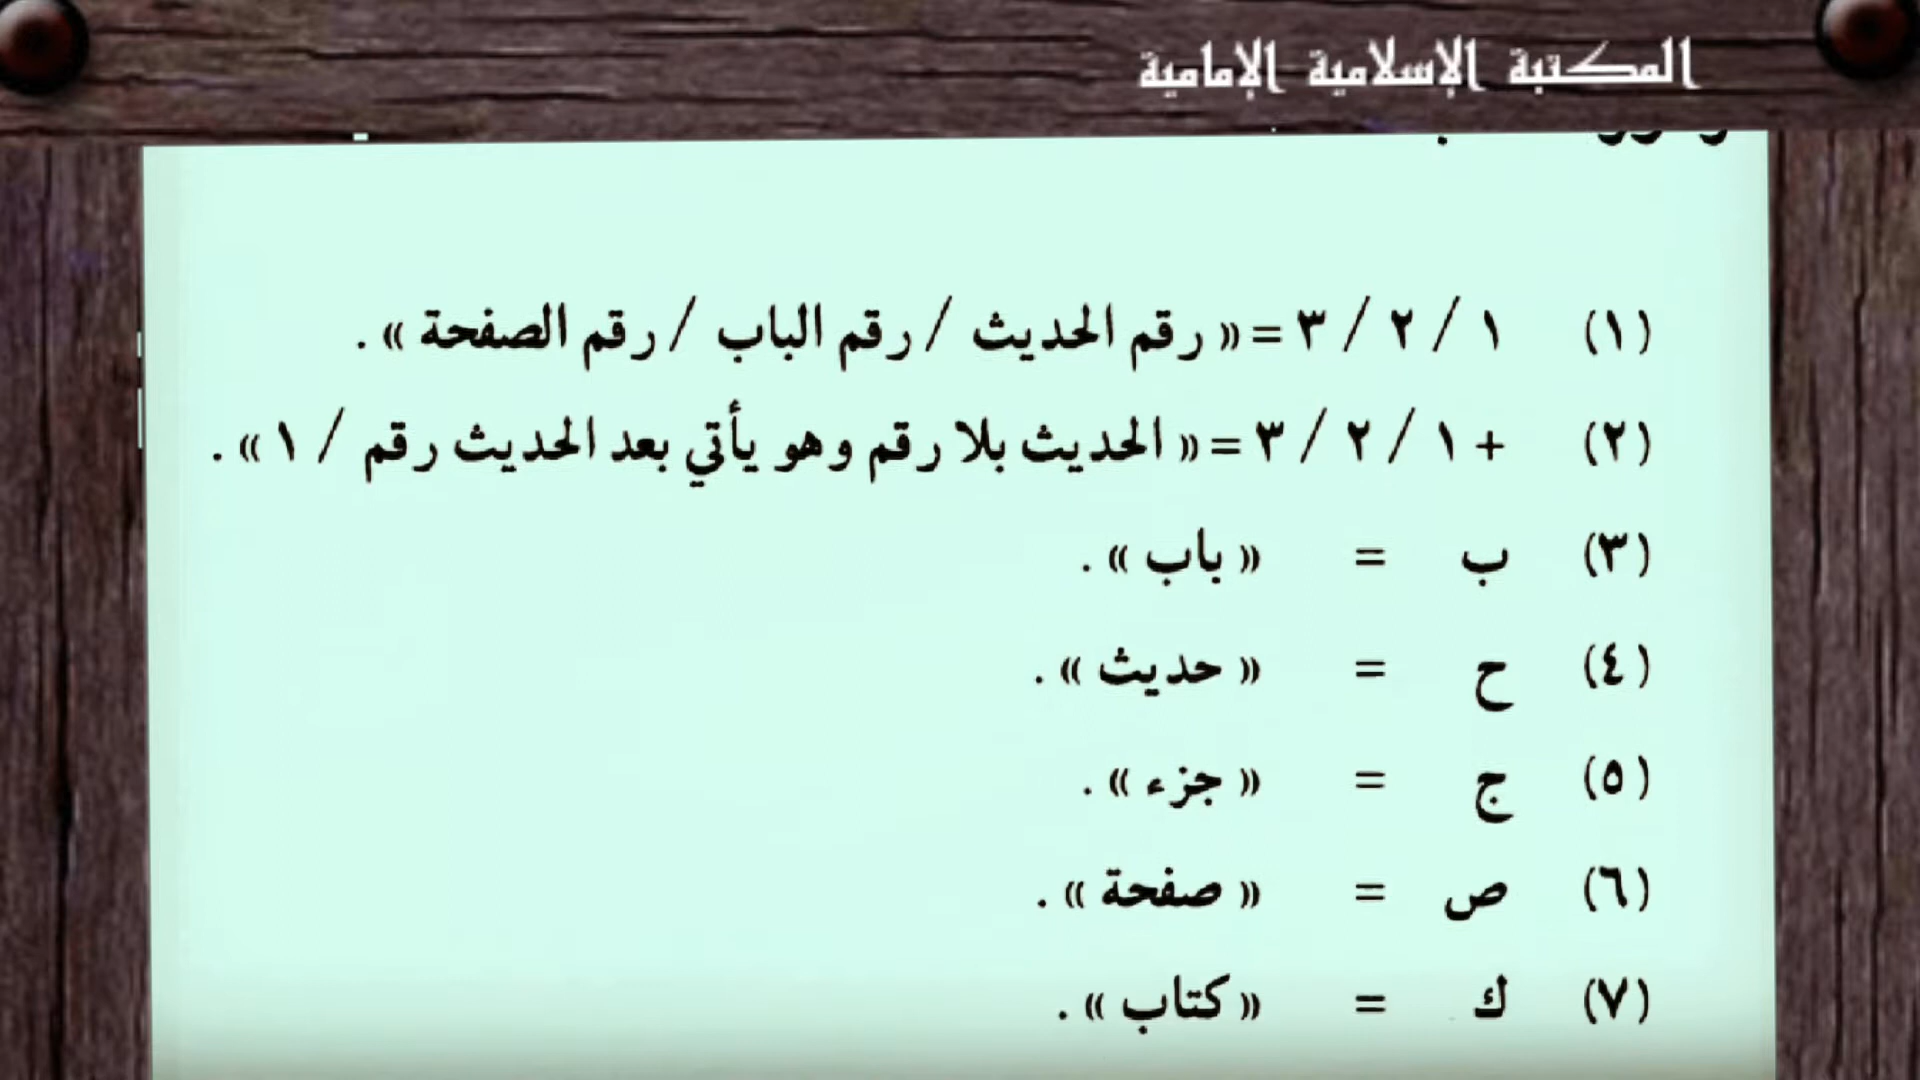 المكتبة الإسلامية الإمامية
(١) ١ / ٢ / ٣ = « رقم الحديث / رقم الباب / رقم الصفحة » .
(٢) + ١ / ٢ / ٣ = « الحديث بلا رقم وهو يأتي بعد الحديث رقم / ١ » .
(٣) ب = « باب » .
(٤) ح = « حديث » .
(٥) ج = « جزء » .
(٦) ص = « صفحة » .
(٧) ك = « كتاب » .